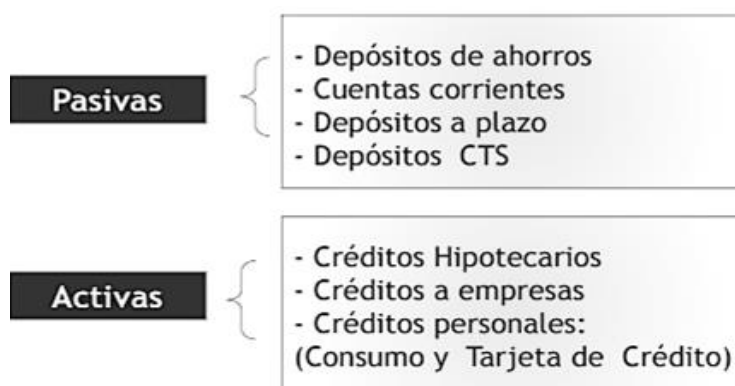 Pasivas
- Depósitos de ahorros
- Cuentas corrientes
- Depósitos a plazo
- Depósitos CTS
Activas
- Créditos Hipotecarios
- Créditos a empresas
- Créditos personales:
(Consumo y Tarjeta de Crédito)